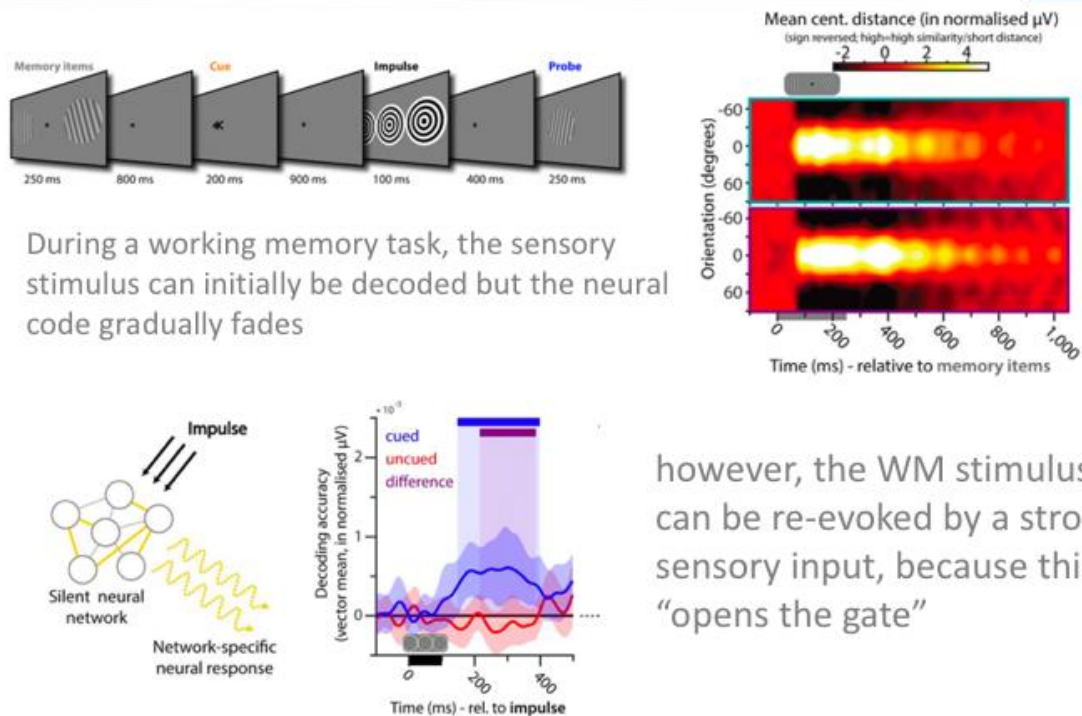 Memory items
Cue
Impulse
Probe
250 ms
800 ms
200 ms
900 ms
100 ms
400 ms
250 ms
During a working memory task, the sensory
stimulus can initially be decoded but the neural
code gradually fades
Mean cent. distance (in normalised µV)
(sign reversed; high=high similarity/short distance)
-2 0 2 4
-60
0
60
-60
0
60
Orientation (degrees)
0 200 400 600 800 1,000
Time (ms) - relative to memory items
Impulse
Silent neural
network
Network-specific
neural response
cued
uncued
difference
2
1
0
Decoding accuracy
(vector mean, in normalised µV)
0 200 400
Time (ms) - rel. to impulse
however, the WM stimulus
can be re-evoked by a stro
sensory input, because thi
"opens the gate"